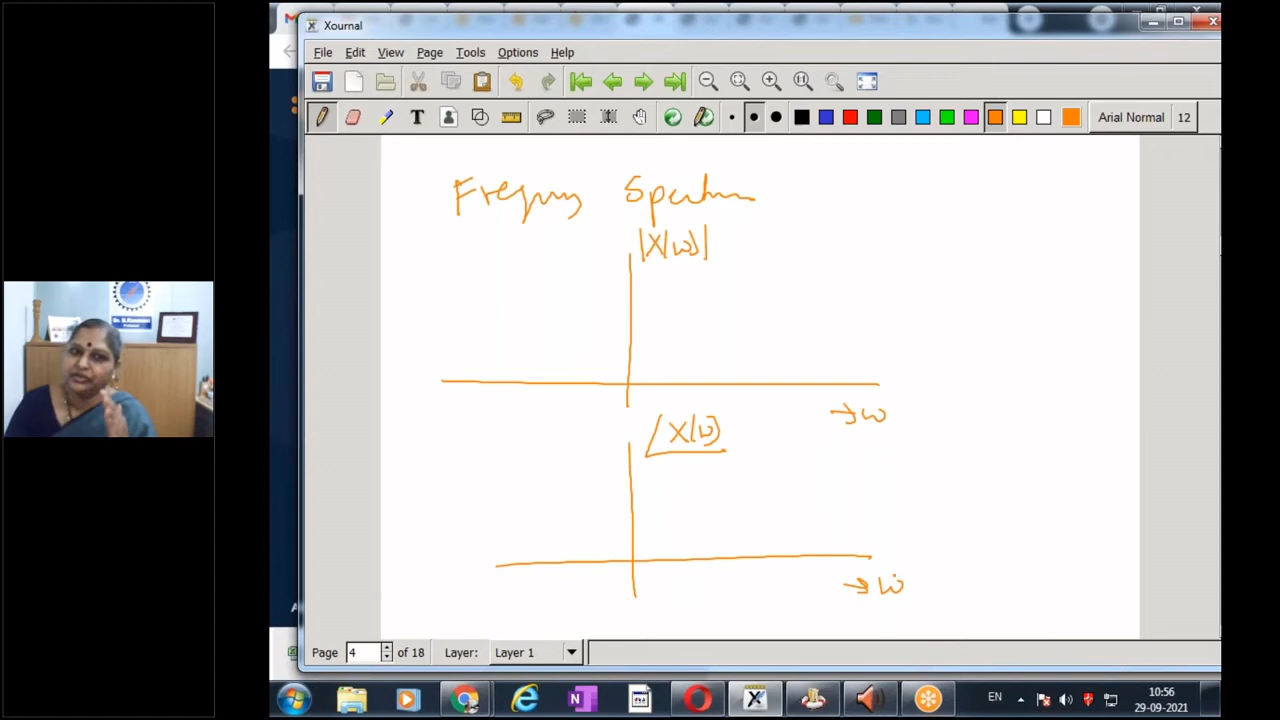 Xournal
File Edit View Page Tools Options Help
T Arial Normal 12
Frequency Spectrum
|X(ω)|
→ω
∠X(ω)
→ω
Page 4 of 18 Layer: Layer 1
EN 10:56
29-09-2021